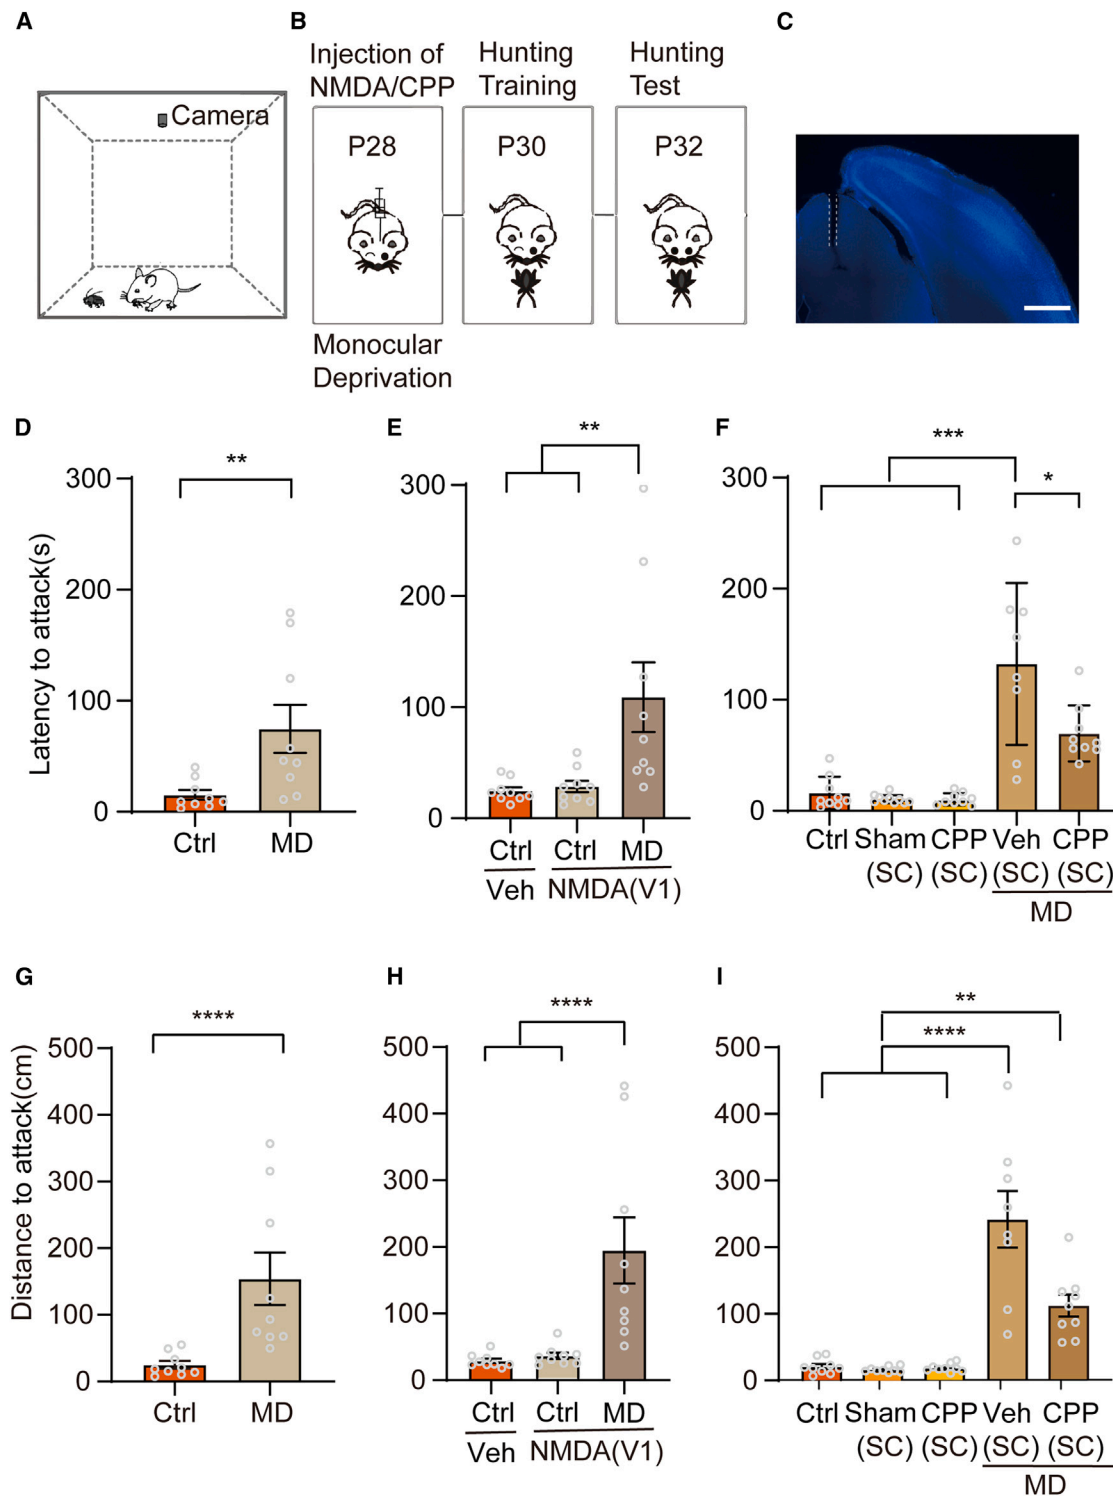 A
B
C
Camera
Injection of
NMDA/CPP
Hunting
Training
Hunting
Test
P28
P30
P32
Monocular
Deprivation
D
E
F
Latency to attack(s)
300
200
100
0
**
Ctrl
MD
300
200
100
0
**
Ctrl
Ctrl
MD
Veh
NMDA(V1)
300
200
100
0
***
*
Ctrl
Sham
CPP
Veh
CPP
(SC)
(SC)
(SC)
(SC)
MD
G
H
I
Distance to attack(cm)
500
400
300
200
100
0
****
Ctrl
MD
500
400
300
200
100
0
****
Ctrl
Ctrl
MD
Veh
NMDA(V1)
500
400
300
200
100
0
**
****
Ctrl
Sham
CPP
Veh
CPP
(SC)
(SC)
(SC)
(SC)
MD